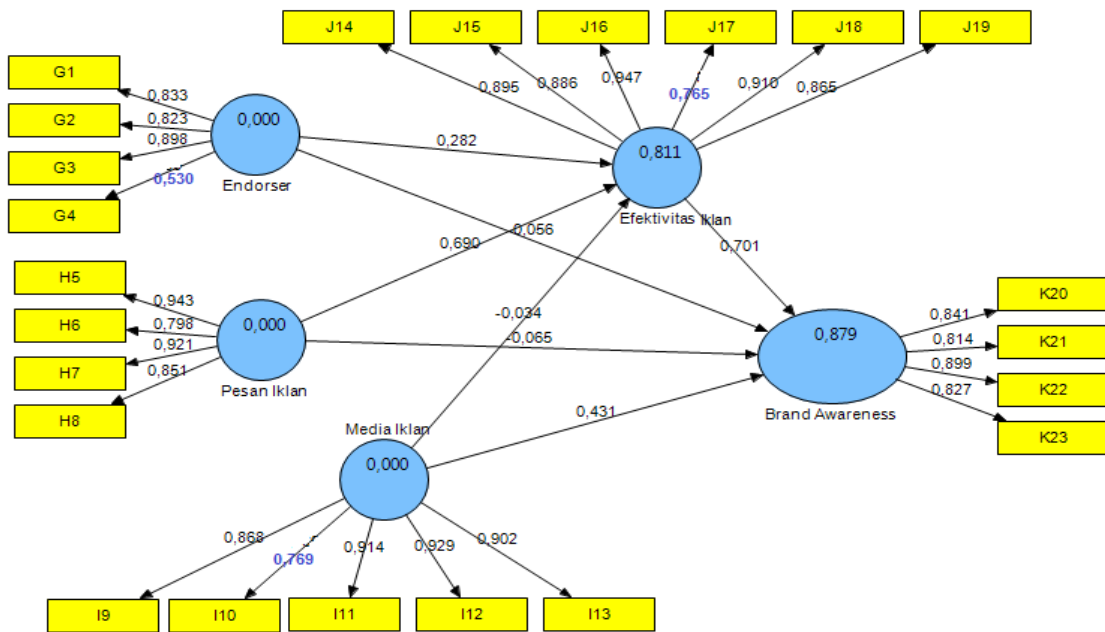 J14
J15
J16
J17
J18
J19
G1
G2
G3
G4
0,833
0,823
0,898
0,530
0,000
Endorser
0,895
0,886
0,947
0,765
0,910
0,865
0,811
Efektivitas Iklan
0,282
0,690
-0,056
0,701
H5
H6
H7
H8
0,943
0,798
0,921
0,851
0,000
Pesan Iklan
-0,034
-0,065
0,431
0,879
Brand Awareness
0,841
0,814
0,899
0,827
K20
K21
K22
K23
Media Iklan
0,000
0,868
0,769
0,914
0,929
0,902
I9
I10
I11
I12
I13